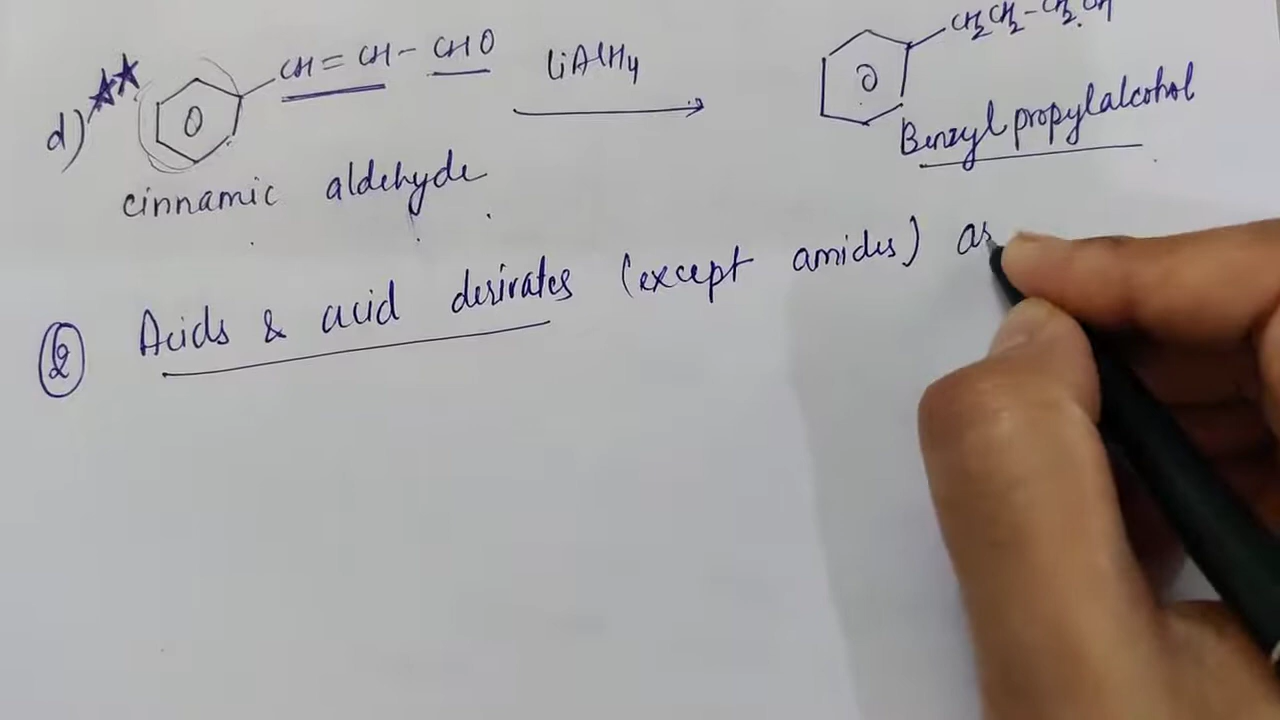 d) CH = CH - CHO LiAlH4 CH2CH2-CH2OH
cinnamic aldehyde Benzyl propylalcohol
2 Acids & acid derivates (except amides) as